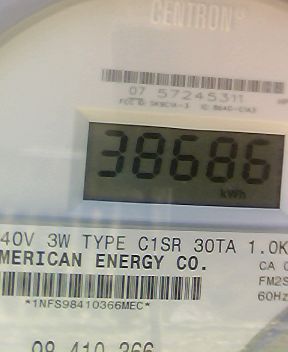 CENTRON®
07 57245311
38686
kWh
40V 3W TYPE C1SR 30TA 1.0K
MERICAN ENERGY CO.
CA
FM2S
60Hz
*1NFS98410366MEC*
98 410 366